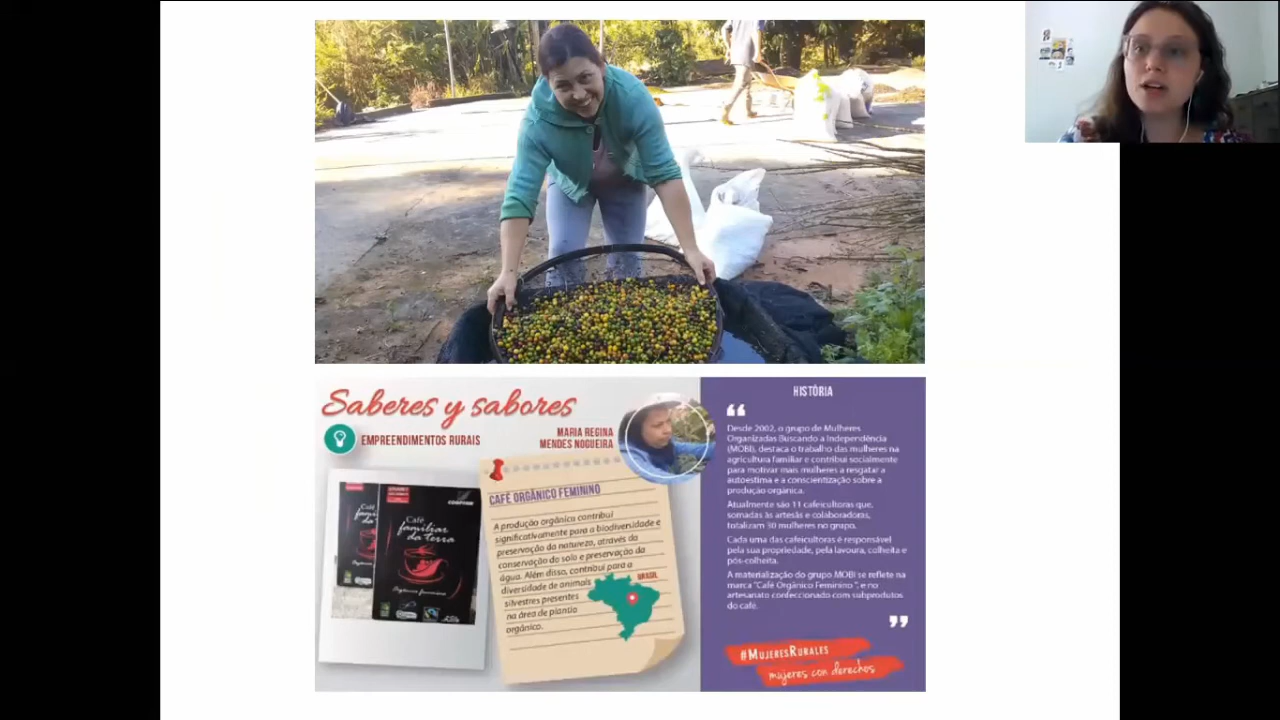 Saberes y sabores
EMPREENDIMENTOS RURAIS
MARIA REGINA
MENDES NOGUEIRA
Café
familiar
da terra
Orgânico feminino
CAFÉ ORGÂNICO FEMININO
A produção orgânica contribui
significativamente para a biodiversidade e
preservação da natureza, através da
conservação do solo e preservação da
água. Além disso, contribui para a
diversidade de animais
silvestres presentes
na área de plantio
orgânico.
BRASIL
HISTÓRIA
“
Desde 2002, o grupo de Mulheres
Organizadas Buscando a Independência
(MOBI), destaca o trabalho das mulheres na
agricultura familiar e contribui socialmente
para motivar mais mulheres a resgatar a
autoestima e a conscientização sobre a
produção orgânica.
Atualmente são 11 cafeicultoras que,
somadas às artesãs e colaboradoras,
totalizam 30 mulheres no grupo.
Cada uma das cafeicultoras é responsável
pela sua propriedade, pela lavoura, colheita e
pós-colheita.
A materialização do grupo MOBI se reflete na
marca "Café Orgânico Feminino", e no
artesanato confeccionado com subprodutos
do café.
”
#MUJERESRURALES
mujeres con derechos